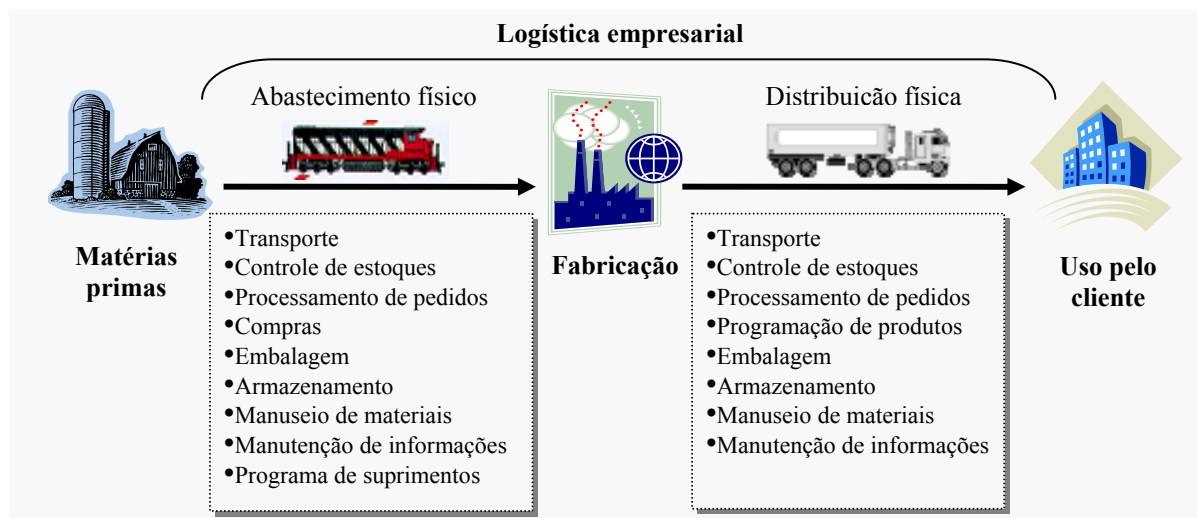 Logística empresarial
Abastecimento físico
Distribuicão física
Matérias
primas
•Transporte
•Controle de estoques
•Processamento de pedidos
•Compras
•Embalagem
•Armazenamento
•Manuseio de materiais
•Manutenção de informações
•Programa de suprimentos
Fabricação
•Transporte
•Controle de estoques
•Processamento de pedidos
•Programação de produtos
•Embalagem
•Armazenamento
•Manuseio de materiais
•Manutenção de informações
Uso pelo
cliente